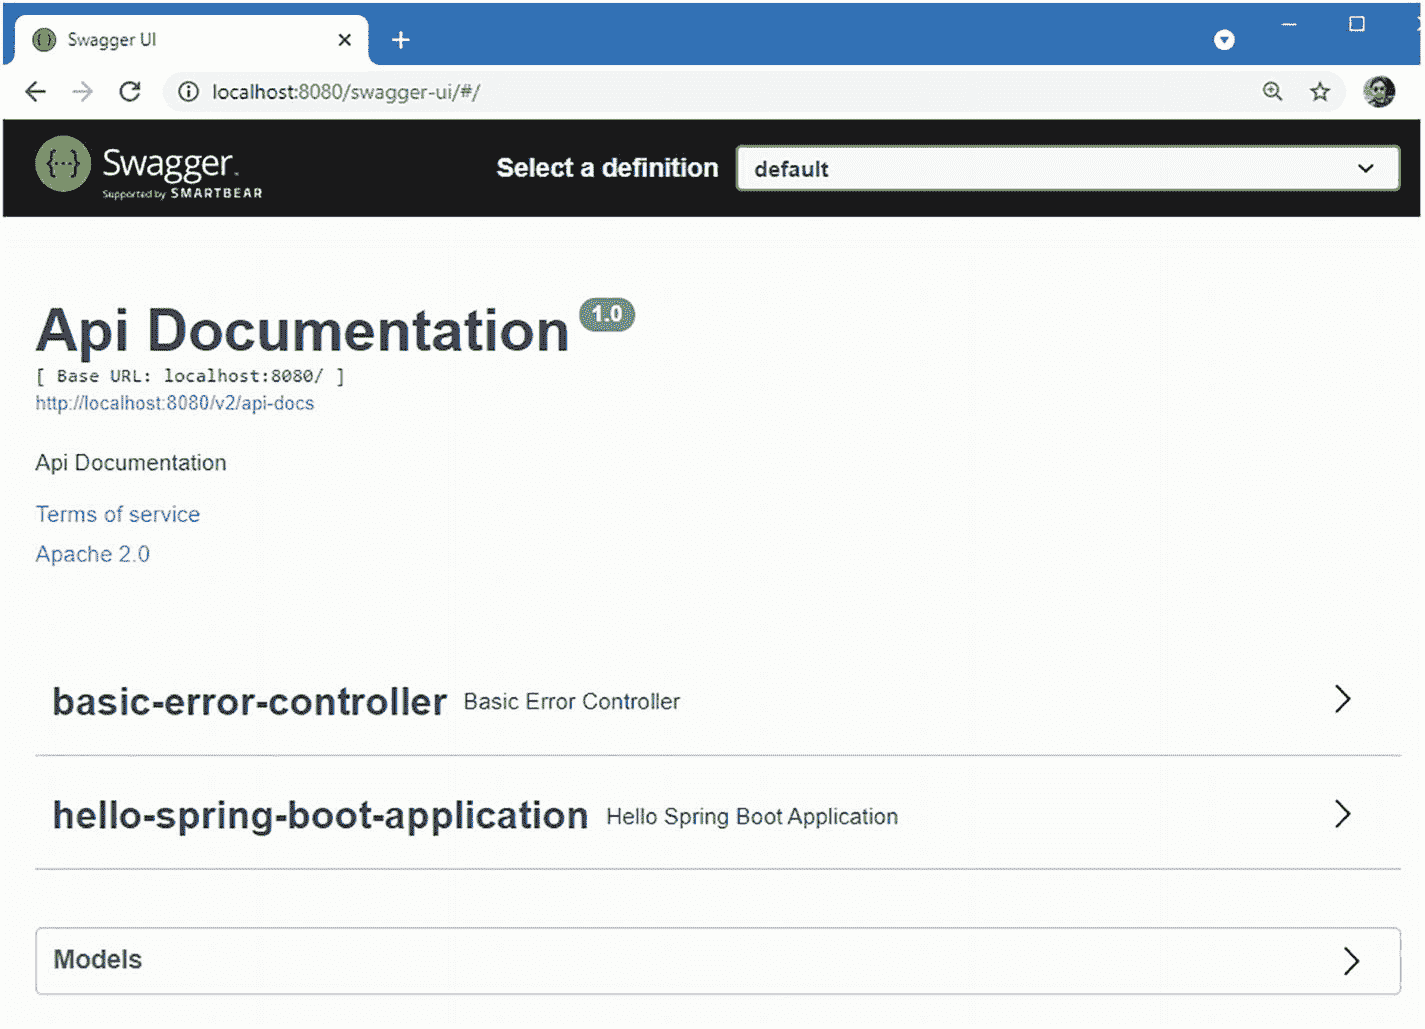 Swagger UI
localhost:8080/swagger-ui/#/
{...} Swagger.
Supported by SMARTBEAR
Select a definition
default
Api Documentation 1.0
[ Base URL: localhost:8080/ ]
http://localhost:8080/v2/api-docs
Api Documentation
Terms of service
Apache 2.0
basic-error-controller Basic Error Controller
hello-spring-boot-application Hello Spring Boot Application
Models